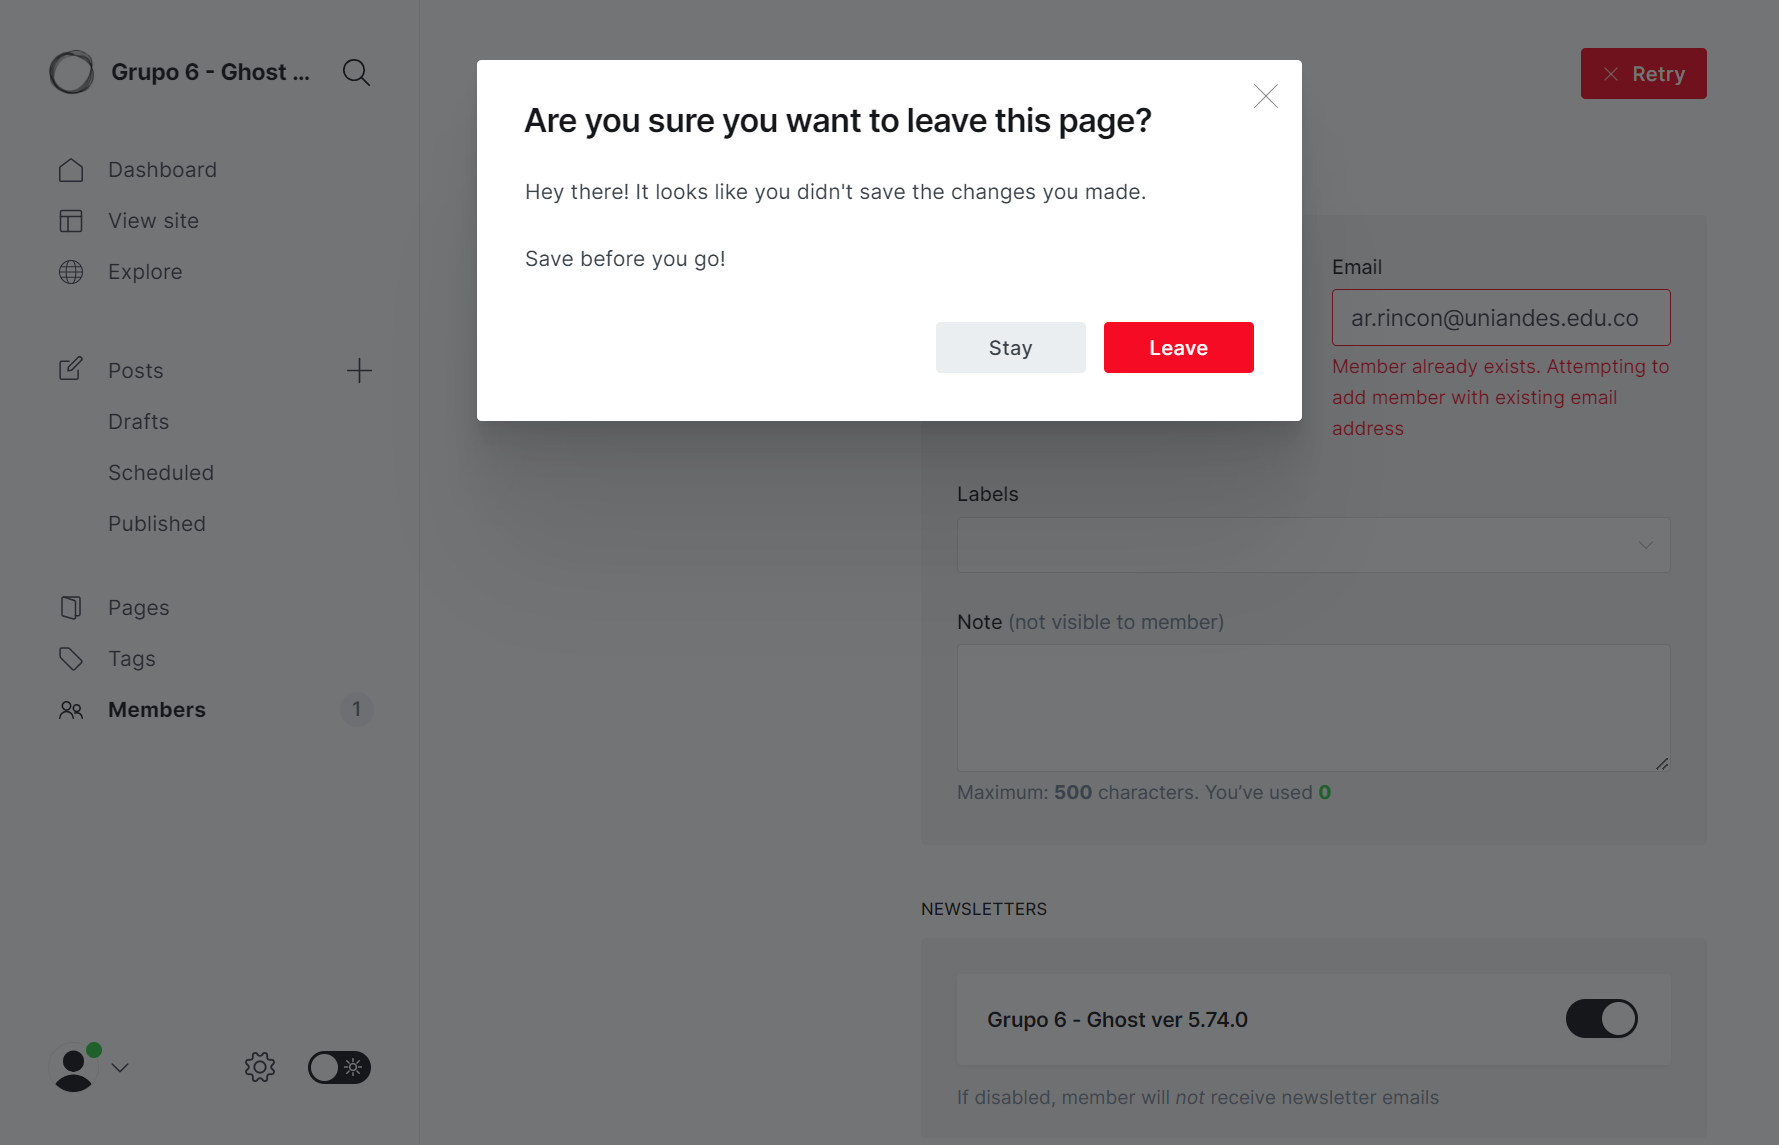 Grupo 6 - Ghost ...
Dashboard
View site
Explore
Posts
Drafts
Scheduled
Published
Pages
Tags
Members 1
Retry
Are you sure you want to leave this page?
Hey there! It looks like you didn't save the changes you made.
Save before you go!
Stay Leave
Email
ar.rincon@uniandes.edu.co
Member already exists. Attempting to
add member with existing email
address
Labels
Note (not visible to member)
Maximum: 500 characters. You’ve used 0
NEWSLETTERS
Grupo 6 - Ghost ver 5.74.0
If disabled, member will not receive newsletter emails